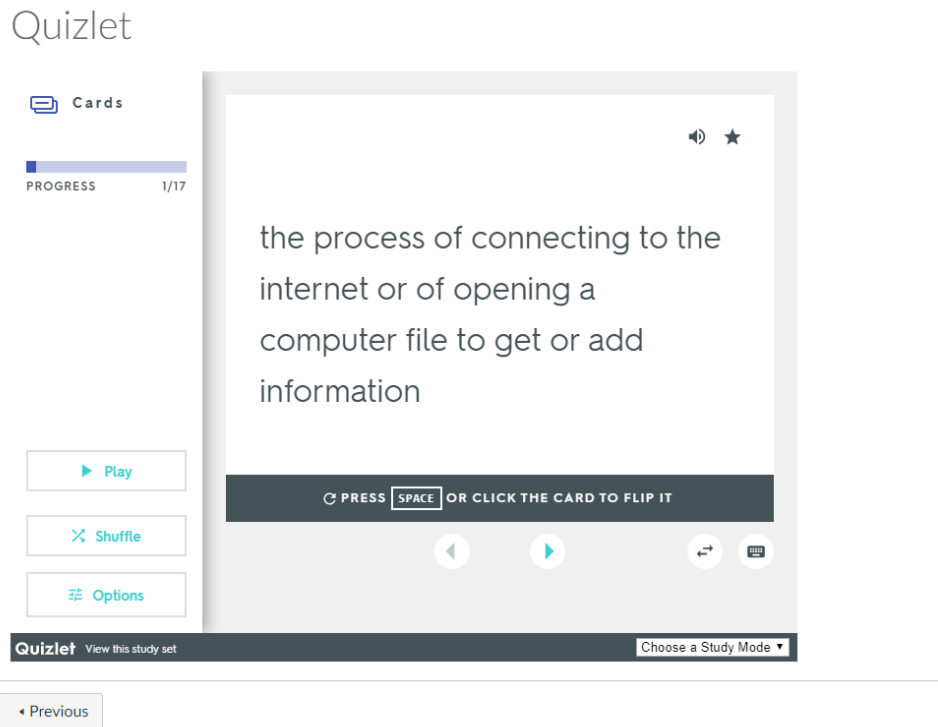 Quizlet
Cards
PROGRESS 1/17
the process of connecting to the
internet or of opening a
computer file to get or add
information
Play
Shuffle
Options
PRESS SPACE OR CLICK THE CARD TO FLIP IT
Quizlet View this study set
Choose a Study Mode
Previous